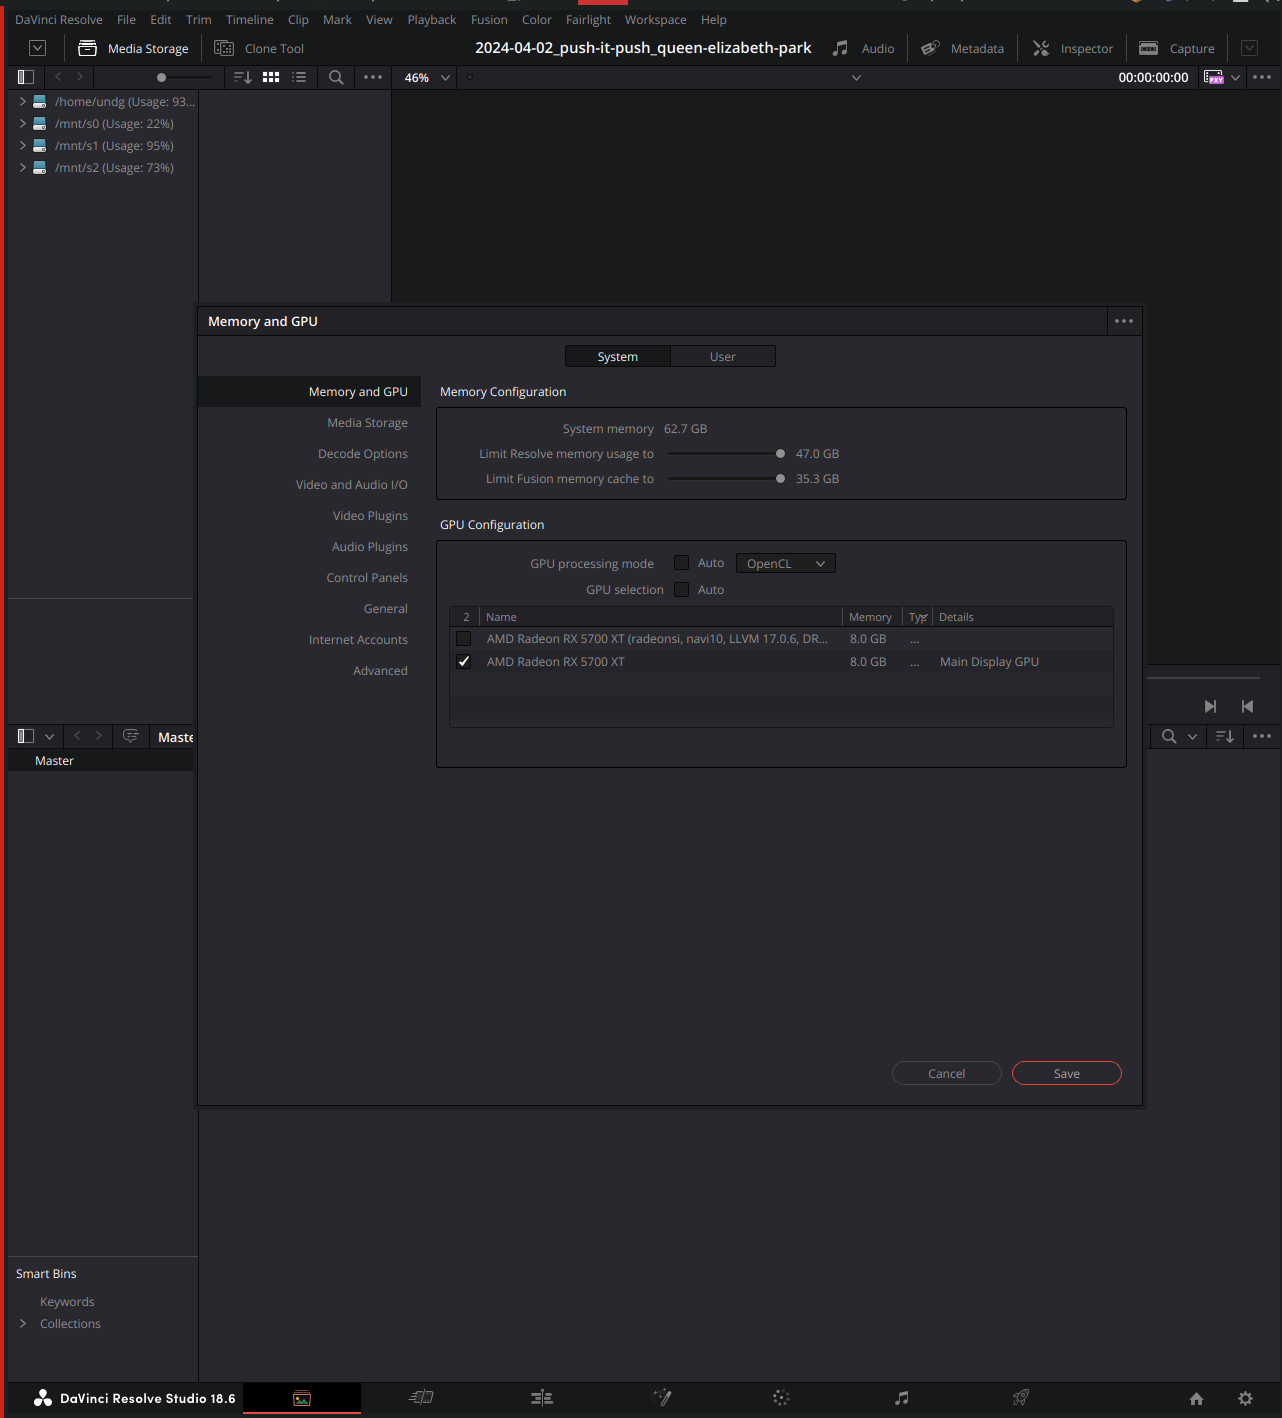 DaVinci Resolve File Edit Trim Timeline Clip Mark View Playback Fusion Color Fairlight Workspace Help
Media Storage Clone Tool 2024-04-02_push-it-push_queen-elizabeth-park Audio Metadata Inspector Capture
46% 00:00:00:00 PXY
/home/undg (Usage: 93...
/mnt/s0 (Usage: 22%)
/mnt/s1 (Usage: 95%)
/mnt/s2 (Usage: 73%)
Memory and GPU
System User
Memory and GPU
Media Storage
Decode Options
Video and Audio I/O
Video Plugins
Audio Plugins
Control Panels
General
Internet Accounts
Advanced
Memory Configuration
System memory 62.7 GB
Limit Resolve memory usage to 47.0 GB
Limit Fusion memory cache to 35.3 GB
GPU Configuration
GPU processing mode Auto OpenCL
GPU selection Auto
2 Name Memory Details
AMD Radeon RX 5700 XT (radeonsi, navi10, LLVM 17.0.6, DR... 8.0 GB ...
AMD Radeon RX 5700 XT 8.0 GB ... Main Display GPU
Cancel Save
Maste
Master
Smart Bins
Keywords
Collections
DaVinci Resolve Studio 18.6